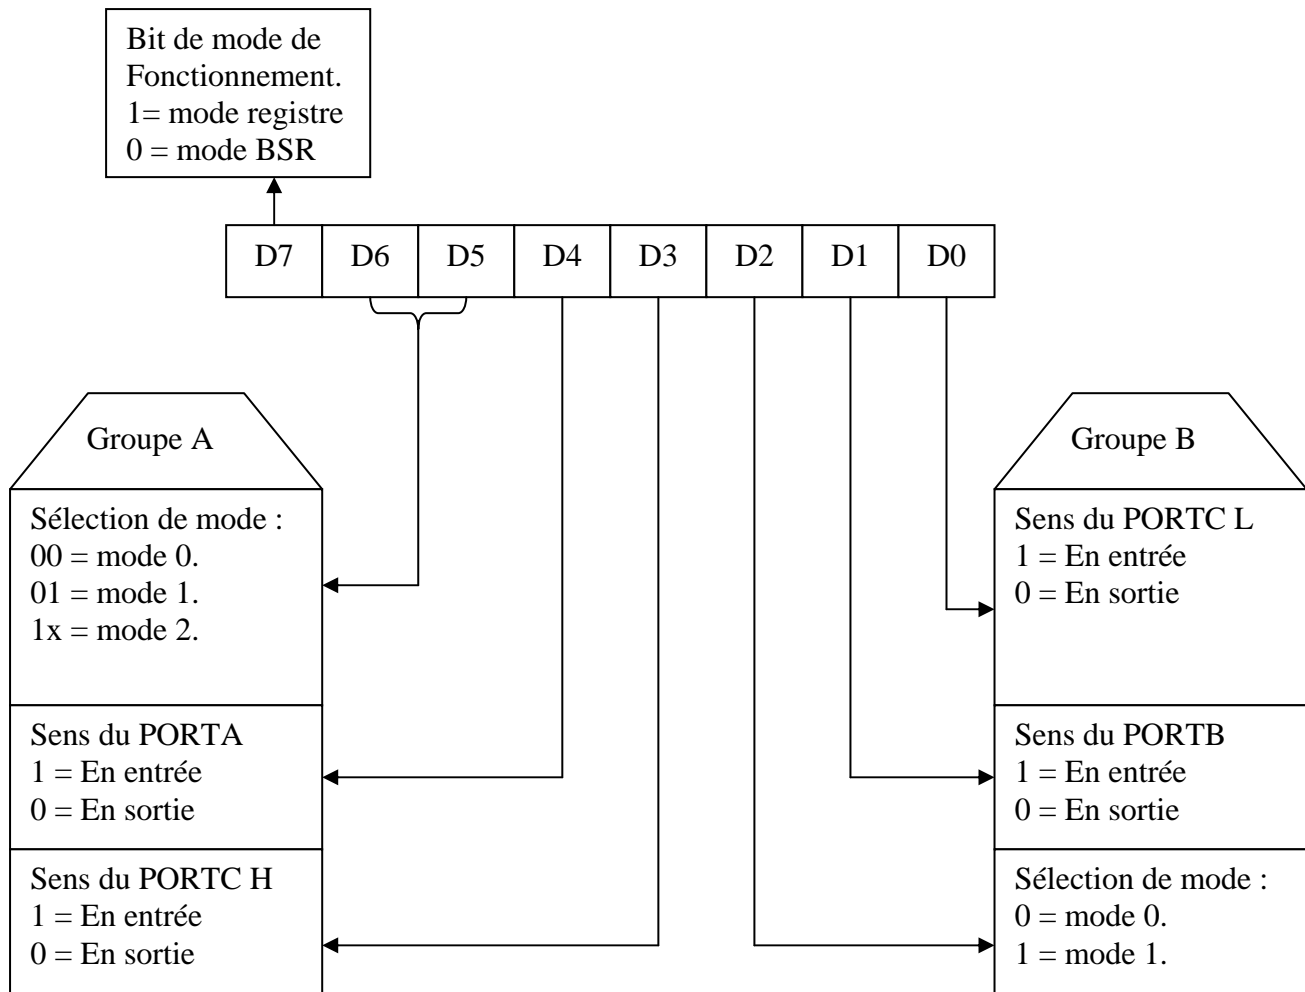 Bit de mode de
Fonctionnement.
1= mode registre
0 = mode BSR
D7 D6 D5 D4 D3 D2 D1 D0
Groupe A
Sélection de mode :
00 = mode 0.
01 = mode 1.
1x = mode 2.
Sens du PORTA
1 = En entrée
0 = En sortie
Sens du PORTC H
1 = En entrée
0 = En sortie
Groupe B
Sens du PORTC L
1 = En entrée
0 = En sortie
Sens du PORTB
1 = En entrée
0 = En sortie
Sélection de mode :
0 = mode 0.
1 = mode 1.